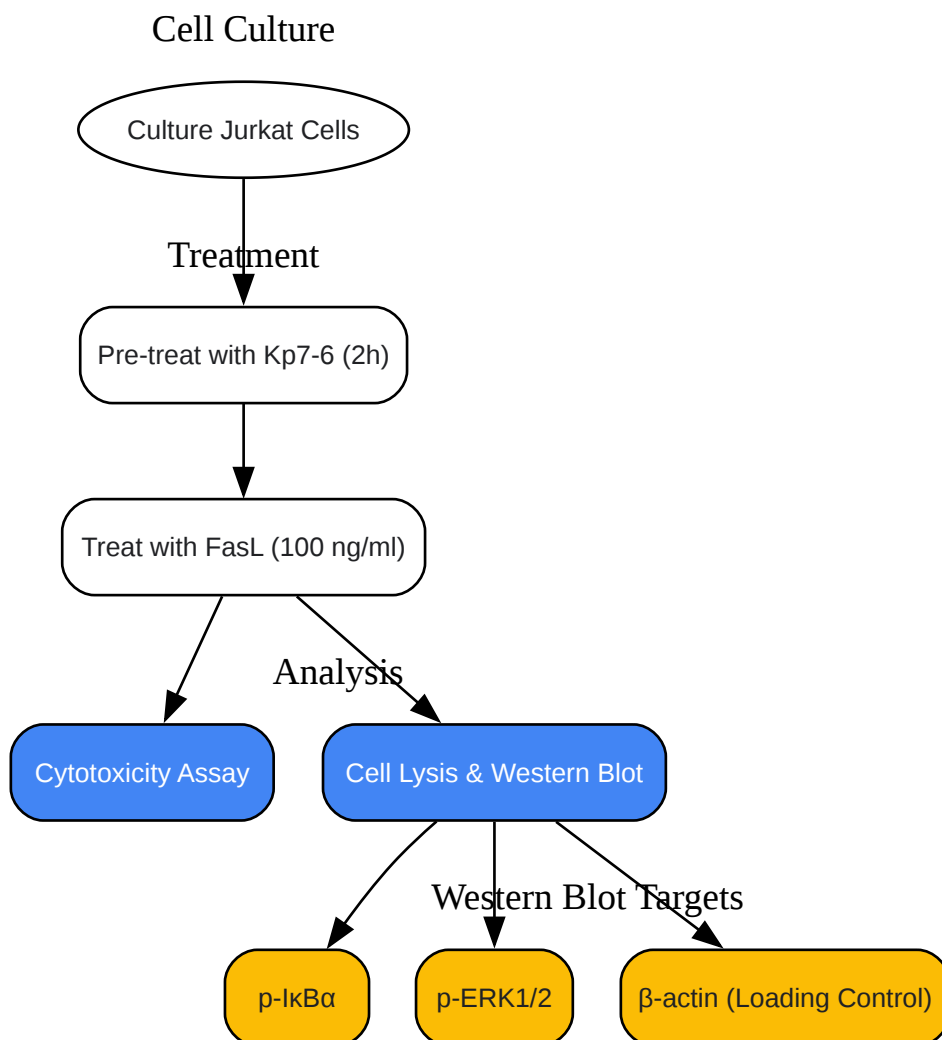 Cell Culture
Culture Jurkat Cells
Treatment
Pre-treat with Kp7-6 (2h)
Treat with FasL (100 ng/ml)
Analysis
Cytotoxicity Assay
Cell Lysis & Western Blot
Western Blot Targets
p-IκBα
p-ERK1/2
β-actin (Loading Control)